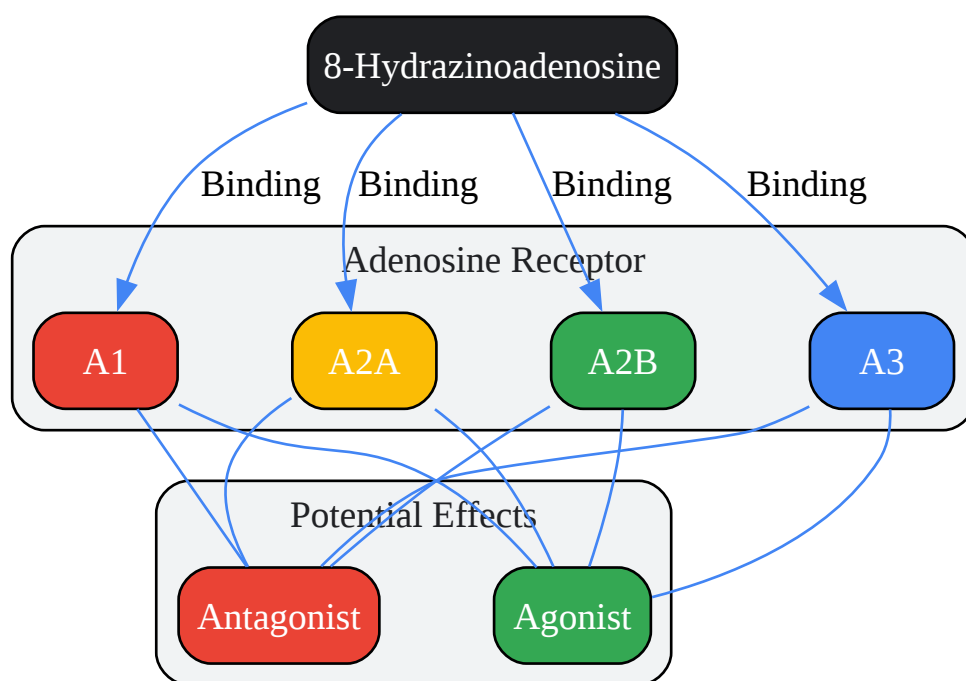 8-Hydrazinoadenosine
Binding Binding Binding Binding
Adenosine Receptor
A1 A2A A2B A3
Potential Effects
Antagonist Agonist